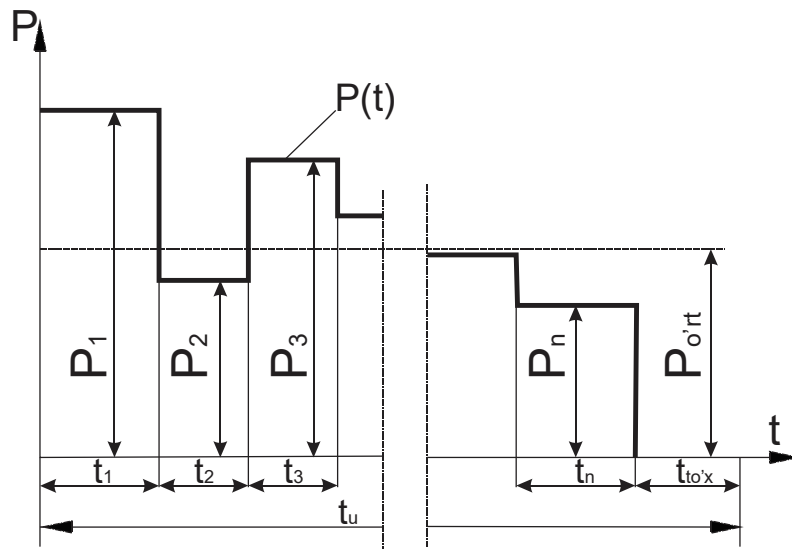 P
P(t)
P₁
P₂
P₃
Pₙ
Pₒ'ᵣₜ
t
t₁
t₂
t₃
tₙ
tₜₒ'ₓ
tᵤ